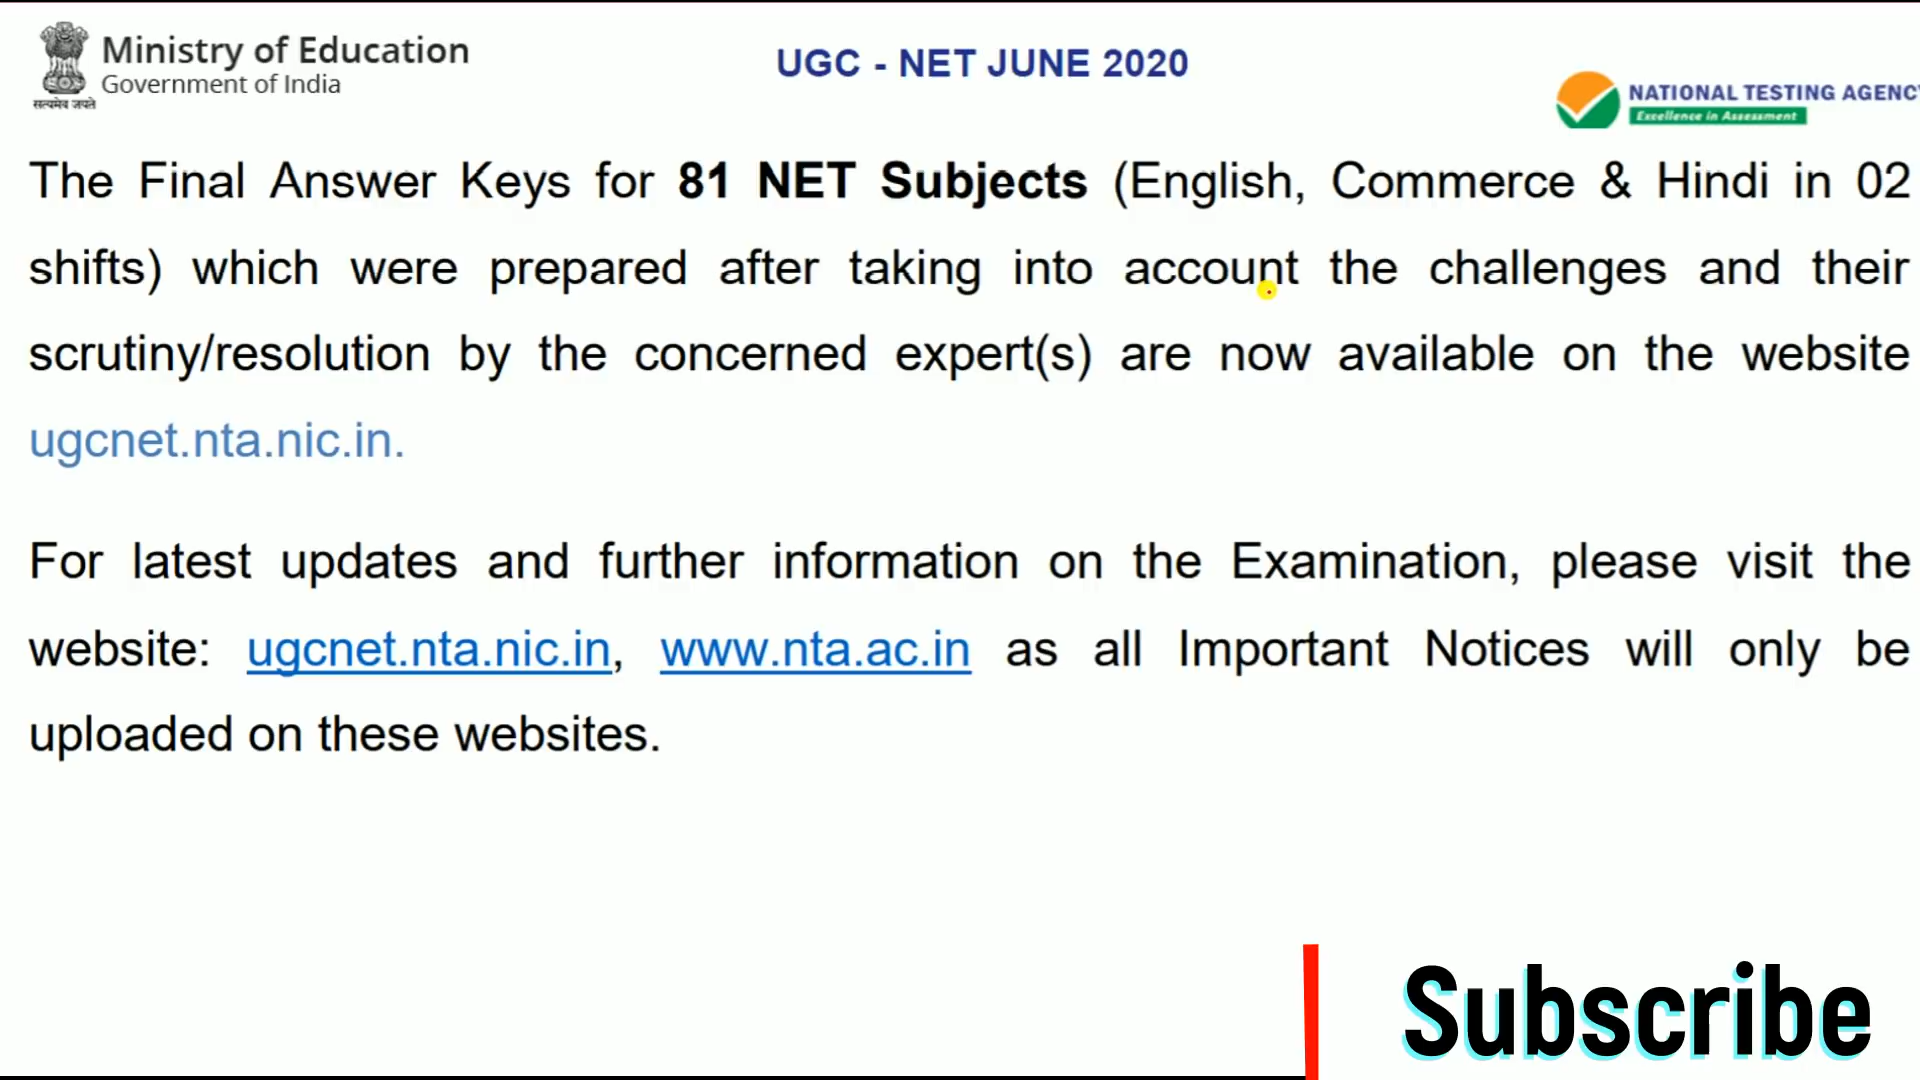 Ministry of Education
Government of India
सत्यमेव जयते
UGC - NET JUNE 2020
NATIONAL TESTING AGENCY
Excellence in Assessment
The Final Answer Keys for 81 NET Subjects (English, Commerce & Hindi in 02
shifts) which were prepared after taking into account the challenges and their
scrutiny/resolution by the concerned expert(s) are now available on the website
ugcnet.nta.nic.in.
For latest updates and further information on the Examination, please visit the
website: ugcnet.nta.nic.in, www.nta.ac.in as all Important Notices will only be
uploaded on these websites.
Subscribe